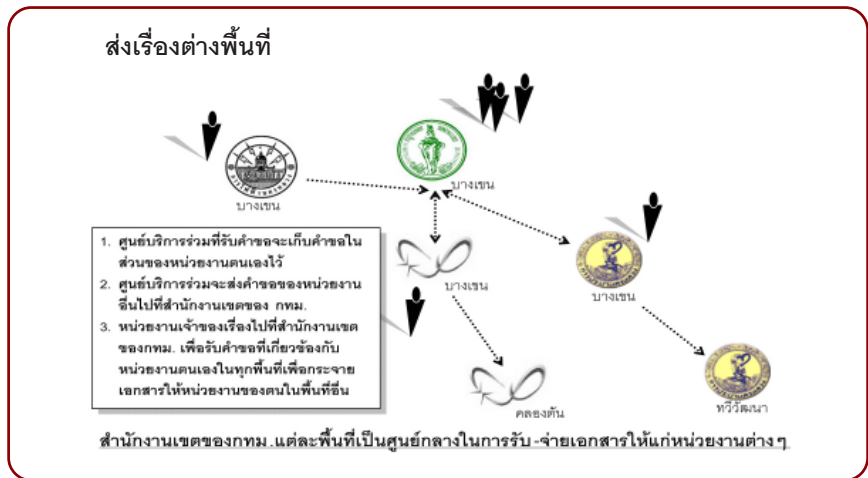 ส่งเรื่องต่างพื้นที่
บางเขน
บางเขน
1. ศูนย์บริการร่วมที่รับคำขอจะเก็บคำขอใน
ส่วนของหน่วยงานตนเองไว้
2. ศูนย์บริการร่วมจะส่งคำขอของหน่วยงาน
อื่นไปที่สำนักงานเขตของ กทม.
3. หน่วยงานเจ้าของเรื่องไปที่สำนักงานเขต
ของกทม. เพื่อรับคำขอที่เกี่ยวข้องกับ
หน่วยงานตนเองในทุกพื้นที่เพื่อกระจาย
เอกสารให้หน่วยงานของตนในพื้นที่อื่น
บางเขน
บางเขน
คลองตัน
ทวีวัฒนา
สำนักงานเขตของกทม.แต่ละพื้นที่เป็นศูนย์กลางในการรับ-จ่ายเอกสารให้แก่หน่วยงานต่างๆ